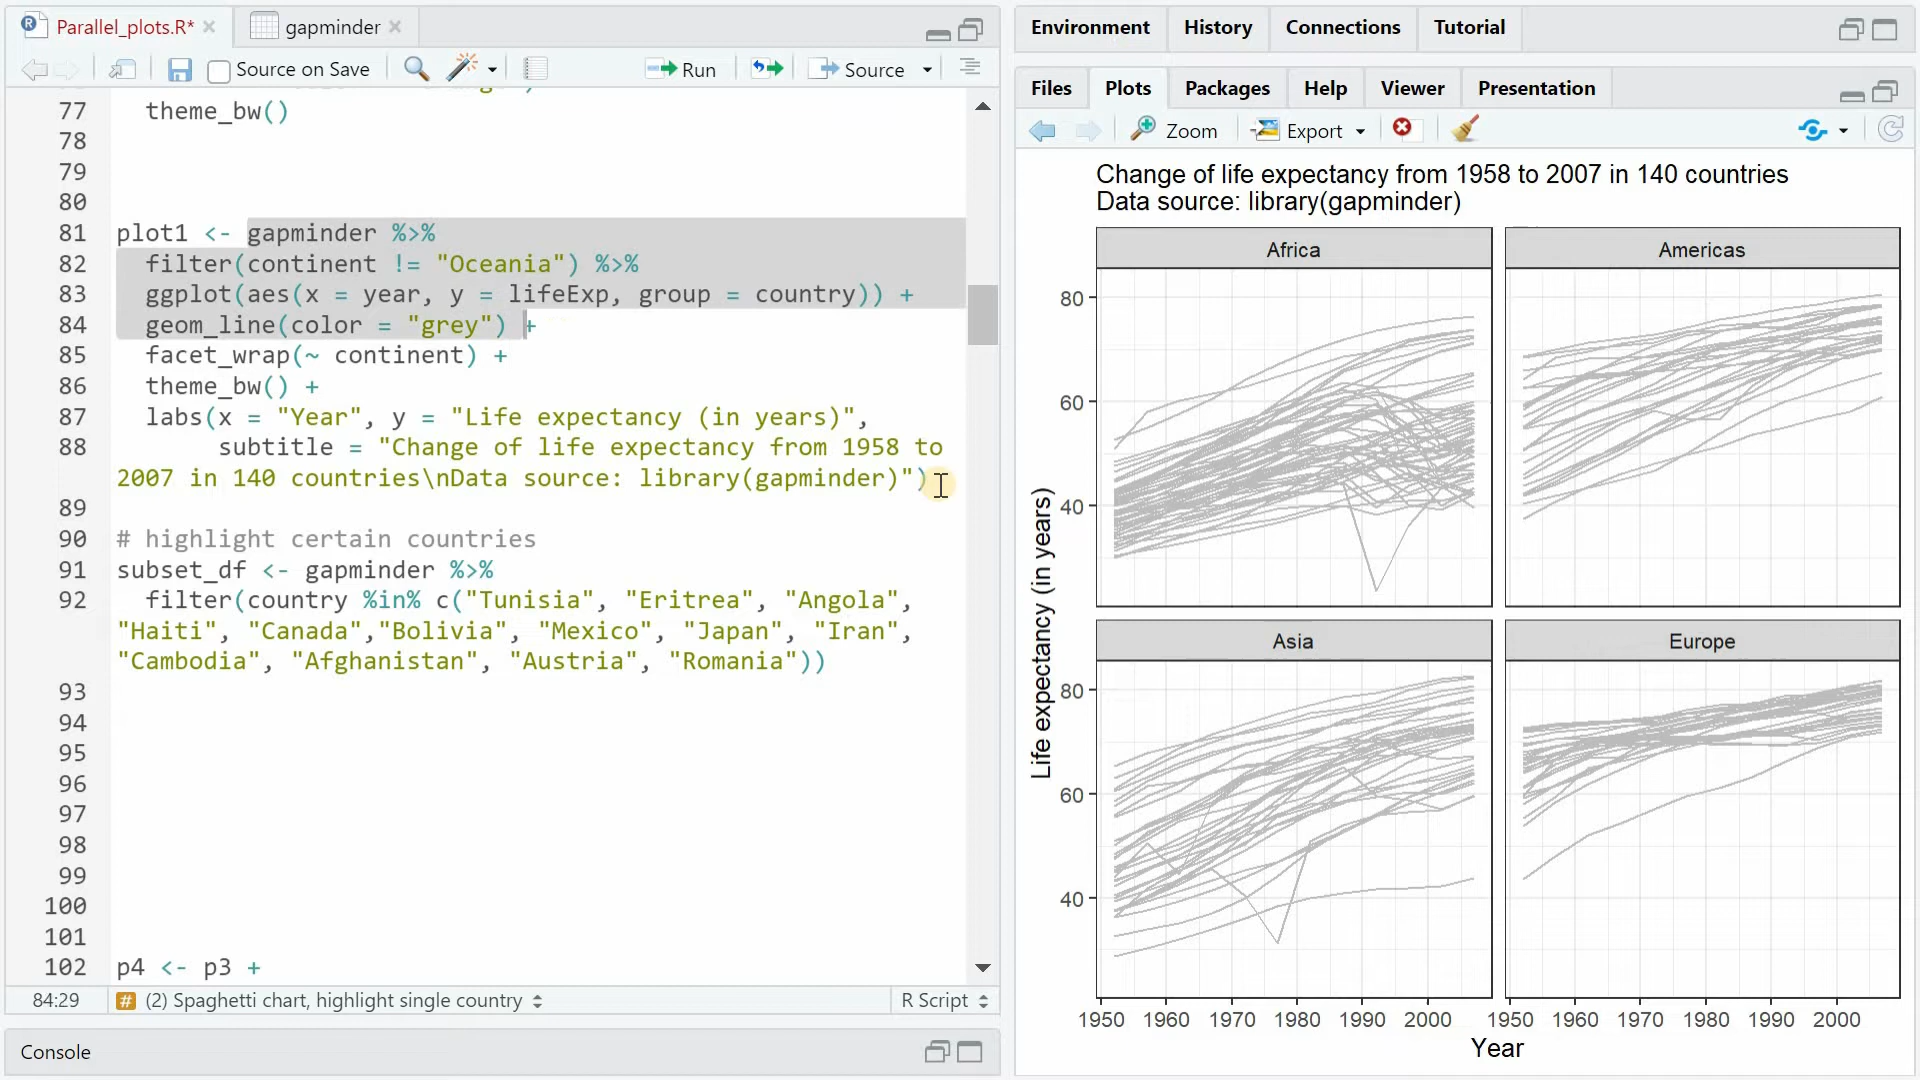 Parallel_plots.R*
gapminder
Source on Save
Run
Source
77 theme_bw()
78
79
80
81 plot1 <- gapminder %>%
82 filter(continent != "Oceania") %>%
83 ggplot(aes(x = year, y = lifeExp, group = country)) +
84 geom_line(color = "grey") +
85 facet_wrap(~ continent) +
86 theme_bw() +
87 labs(x = "Year", y = "Life expectancy (in years)",
88 subtitle = "Change of life expectancy from 1958 to
2007 in 140 countries\nData source: library(gapminder)")
89
90 # highlight certain countries
91 subset_df <- gapminder %>%
92 filter(country %in% c("Tunisia", "Eritrea", "Angola",
"Haiti", "Canada","Bolivia", "Mexico", "Japan", "Iran",
"Cambodia", "Afghanistan", "Austria", "Romania"))
93
94
95
96
97
98
99
100
101
102 p4 <- p3 +
84:29
# (2) Spaghetti chart, highlight single country
R Script
Console
Environment
History
Connections
Tutorial
Files
Plots
Packages
Help
Viewer
Presentation
Zoom
Export
Change of life expectancy from 1958 to 2007 in 140 countries
Data source: library(gapminder)
Africa
Americas
80
60
40
Life expectancy (in years)
Asia
Europe
80
60
40
1950 1960 1970 1980 1990 2000
1950 1960 1970 1980 1990 2000
Year